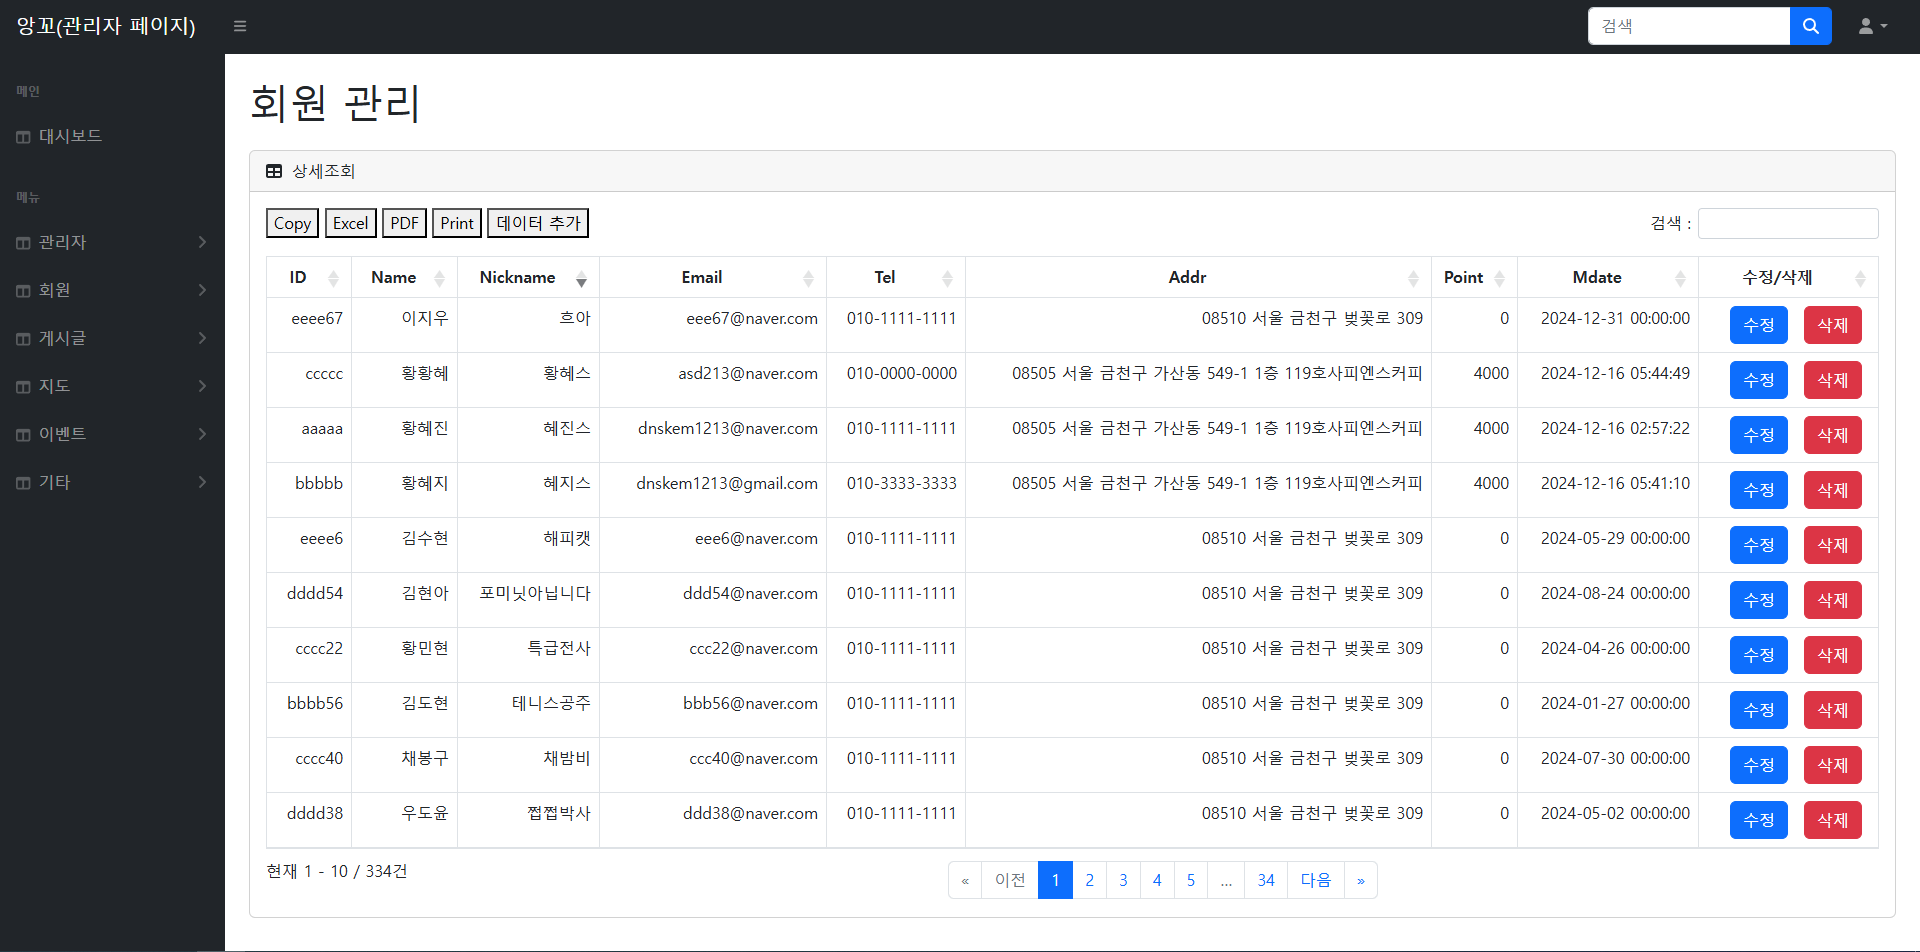 앙꼬(관리자 페이지)
검색
메인
대시보드
메뉴
관리자
회원
게시글
지도
이벤트
기타
회원 관리
상세조회
Copy Excel PDF Print 데이터 추가 검색 :
ID Name Nickname Email Tel Addr Point Mdate 수정/삭제
eeee67 이지우 흐아 eee67@naver.com 010-1111-1111 08510 서울 금천구 벚꽃로 309 0 2024-12-31 00:00:00 수정 삭제
ccccc 황황혜 황혜스 asd213@naver.com 010-0000-0000 08505 서울 금천구 가산동 549-1 1층 119호사피엔스커피 4000 2024-12-16 05:44:49 수정 삭제
aaaaa 황혜진 혜진스 dnskem1213@naver.com 010-1111-1111 08505 서울 금천구 가산동 549-1 1층 119호사피엔스커피 4000 2024-12-16 02:57:22 수정 삭제
bbbbb 황혜지 혜지스 dnskem1213@gmail.com 010-3333-3333 08505 서울 금천구 가산동 549-1 1층 119호사피엔스커피 4000 2024-12-16 05:41:10 수정 삭제
eeee6 김수현 해피캣 eee6@naver.com 010-1111-1111 08510 서울 금천구 벚꽃로 309 0 2024-05-29 00:00:00 수정 삭제
dddd54 김현아 포미닛아닙니다 ddd54@naver.com 010-1111-1111 08510 서울 금천구 벚꽃로 309 0 2024-08-24 00:00:00 수정 삭제
cccc22 황민현 특급전사 ccc22@naver.com 010-1111-1111 08510 서울 금천구 벚꽃로 309 0 2024-04-26 00:00:00 수정 삭제
bbbb56 김도현 테니스공주 bbb56@naver.com 010-1111-1111 08510 서울 금천구 벚꽃로 309 0 2024-01-27 00:00:00 수정 삭제
cccc40 채봉구 채밤비 ccc40@naver.com 010-1111-1111 08510 서울 금천구 벚꽃로 309 0 2024-07-30 00:00:00 수정 삭제
dddd38 우도윤 쩝쩝박사 ddd38@naver.com 010-1111-1111 08510 서울 금천구 벚꽃로 309 0 2024-05-02 00:00:00 수정 삭제
현재 1 - 10 / 334건
« 이전 1 2 3 4 5 ... 34 다음 »